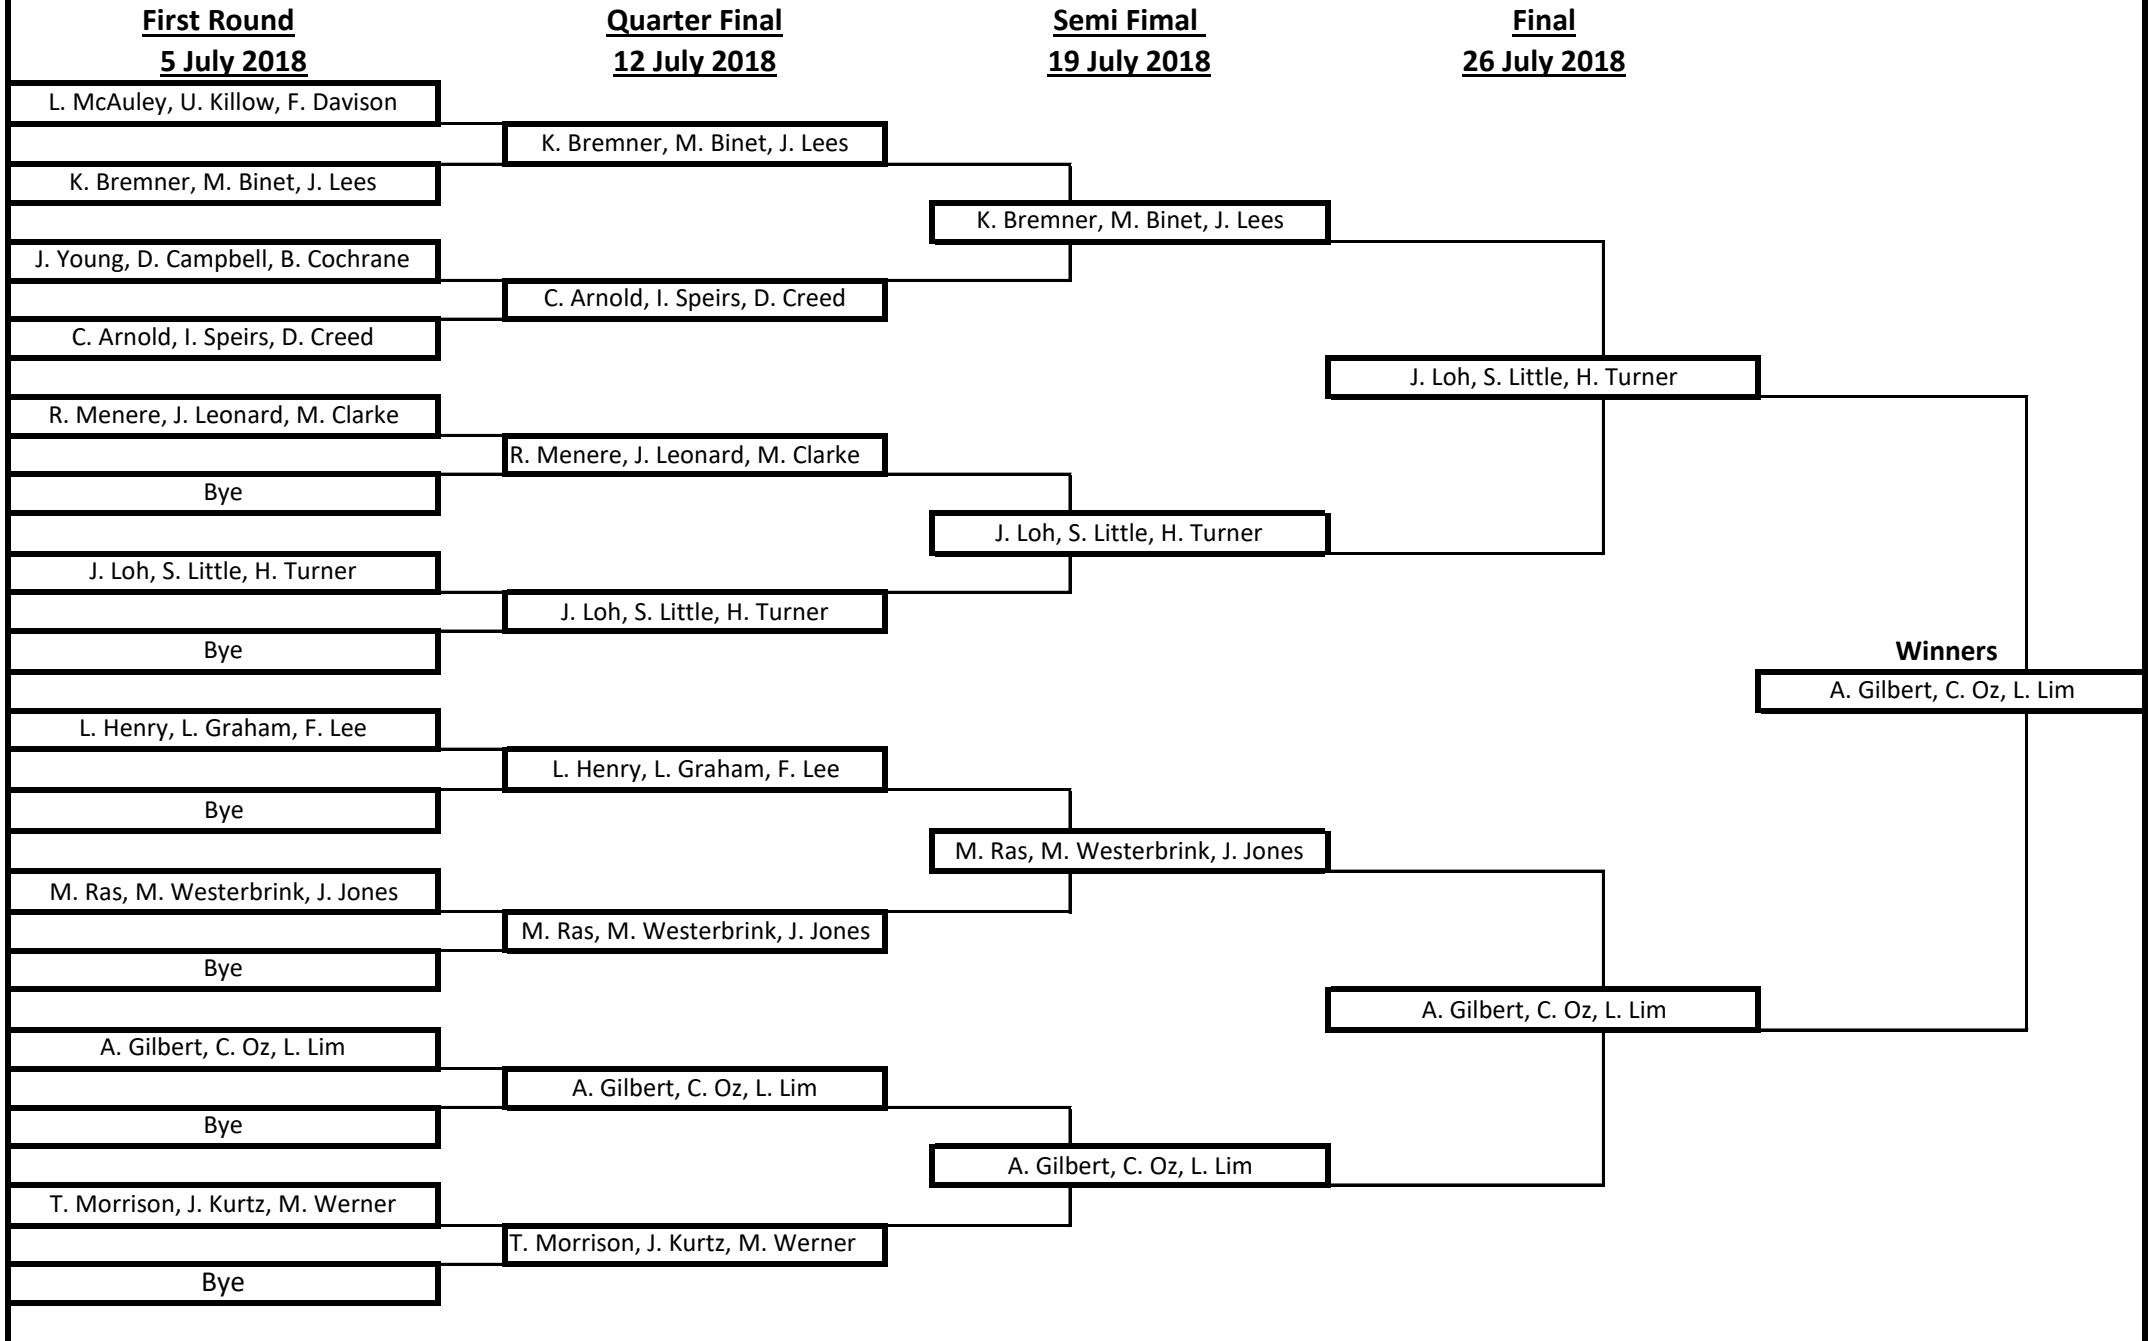 First Round
5 July 2018
Quarter Final
12 July 2018
Semi Fimal
19 July 2018
Final
26 July 2018
L. McAuley, U. Killow, F. Davison
K. Bremner, M. Binet, J. Lees
J. Young, D. Campbell, B. Cochrane
C. Arnold, I. Speirs, D. Creed
R. Menere, J. Leonard, M. Clarke
Bye
J. Loh, S. Little, H. Turner
Bye
L. Henry, L. Graham, F. Lee
Bye
M. Ras, M. Westerbrink, J. Jones
Bye
A. Gilbert, C. Oz, L. Lim
Bye
T. Morrison, J. Kurtz, M. Werner
Bye
K. Bremner, M. Binet, J. Lees
C. Arnold, I. Speirs, D. Creed
R. Menere, J. Leonard, M. Clarke
J. Loh, S. Little, H. Turner
L. Henry, L. Graham, F. Lee
M. Ras, M. Westerbrink, J. Jones
A. Gilbert, C. Oz, L. Lim
T. Morrison, J. Kurtz, M. Werner
K. Bremner, M. Binet, J. Lees
J. Loh, S. Little, H. Turner
M. Ras, M. Westerbrink, J. Jones
A. Gilbert, C. Oz, L. Lim
J. Loh, S. Little, H. Turner
A. Gilbert, C. Oz, L. Lim
Winners
A. Gilbert, C. Oz, L. Lim